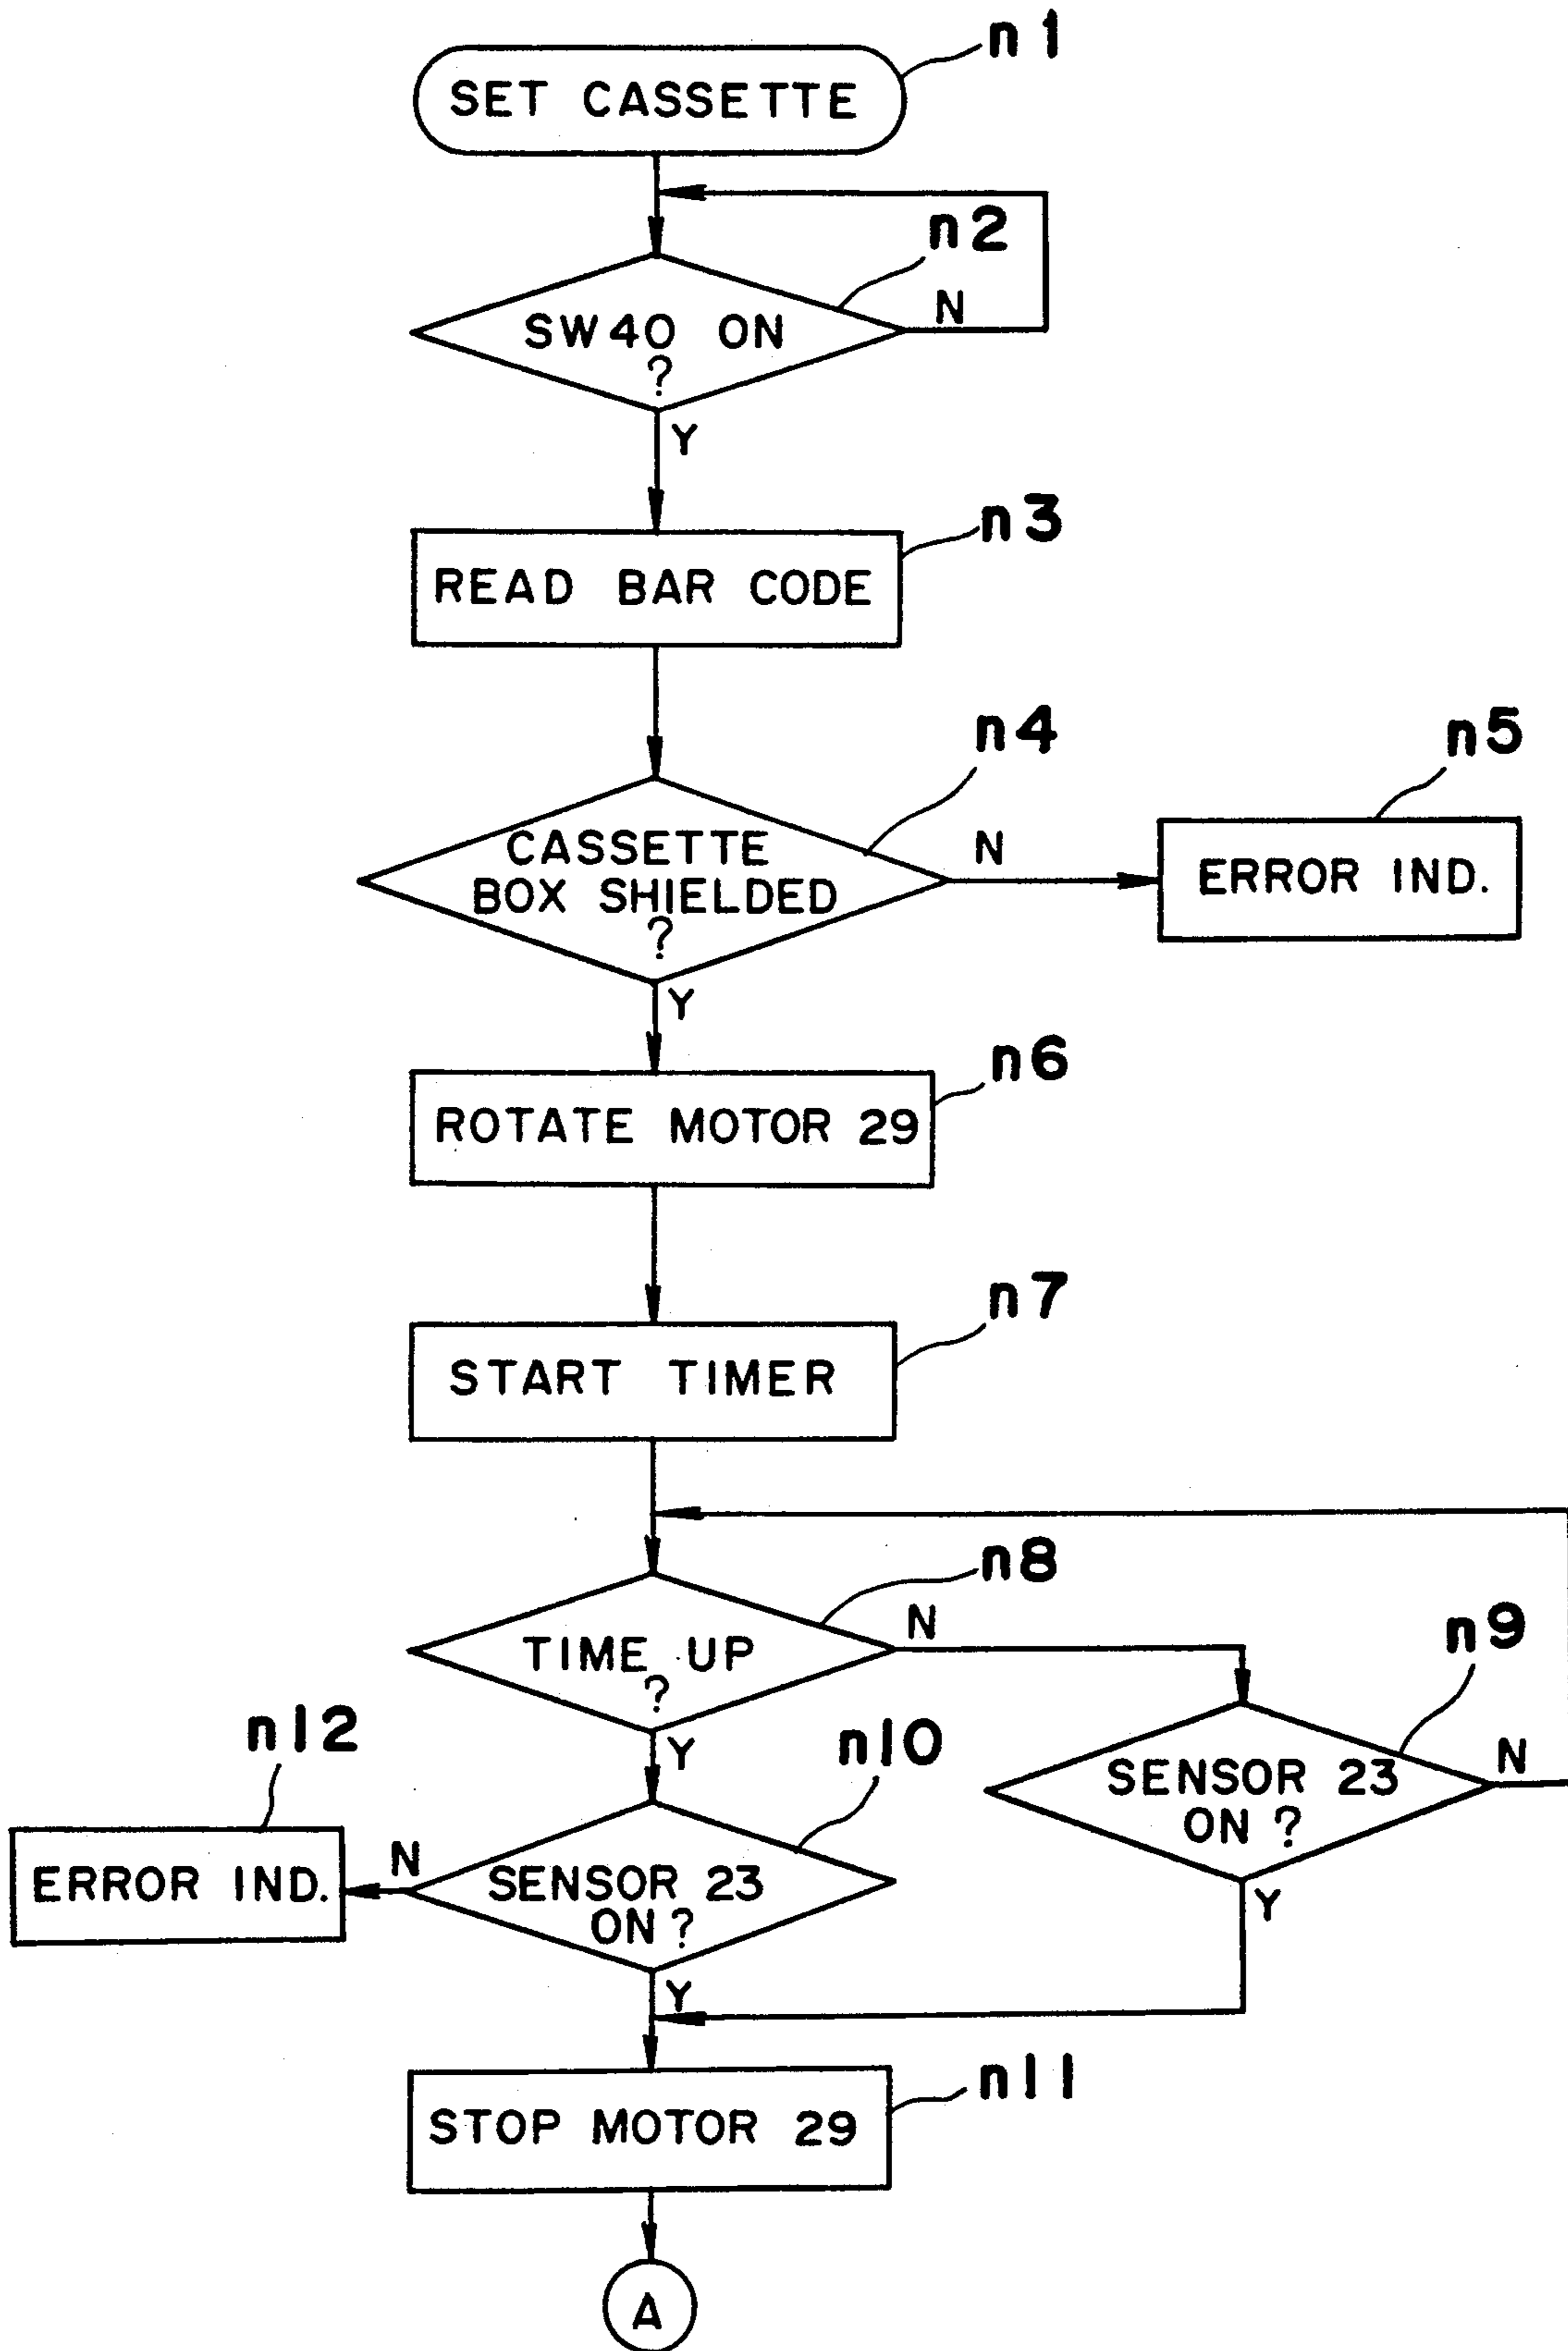 n1
SET CASSETTE
n2
SW40 ON
?
N
Y
n3
READ BAR CODE
n4
n5
CASSETTE
BOX SHIELDED
?
N
ERROR IND.
Y
n6
ROTATE MOTOR 29
n7
START TIMER
n8
TIME UP
?
N
Y
n9
SENSOR 23
ON ?
N
Y
n10
n12
SENSOR 23
ON ?
N
ERROR IND.
Y
n11
STOP MOTOR 29
A